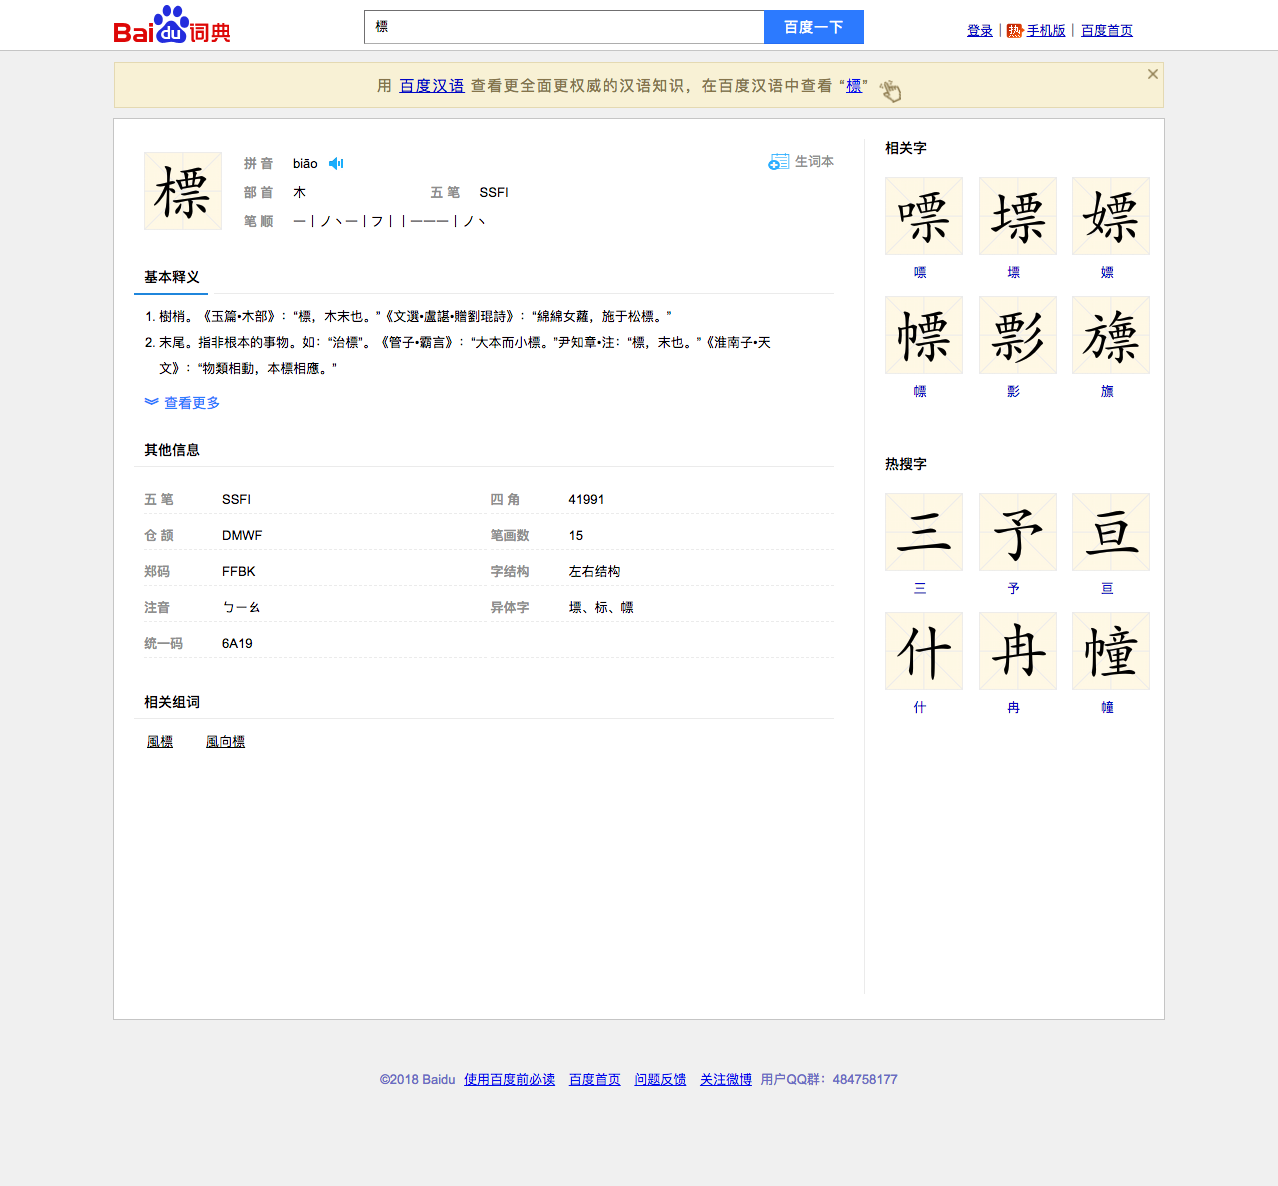 Bai du 词典
標
百度一下
登录 | 热 手机版 | 百度首页
用 百度汉语 查看更全面更权威的汉语知识，在百度汉语中查看 “標”
標
拼 音 biāo
生词本
部 首 木 五 笔 SSFI
笔 顺 一丨ノ丶一丨フ丨丨一一一丨ノ丶
基本释义
1. 樹梢。《玉篇•木部》：“標，木末也。”《文選•盧諶•贈劉琨詩》：“綿綿女蘿，施于松標。”
2. 末尾。指非根本的事物。如：“治標”。《管子•霸言》：“大本而小標。”尹知章•注：“標，末也。”《淮南子•天
文》：“物類相動，本標相應。”
查看更多
其他信息
五 笔 SSFI 四 角 41991
仓 颉 DMWF 笔画数 15
郑码 FFBK 字结构 左右结构
注音 ㄅㄧㄠ 异体字 墂、标、幖
统一码 6A19
相关组词
風標 風向標
相关字
嘌 墂 嫖
嘌 墂 嫖
幖 彯 旚
幖 彯 旚
热搜字
三 予 亘
三 予 亘
什 冉 幢
什 冉 幢
©2018 Baidu 使用百度前必读 百度首页 问题反馈 关注微博 用户QQ群：484758177